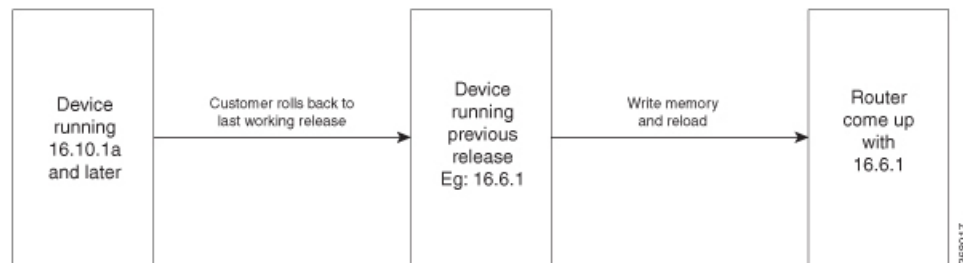 Device
running
16.10.1a
and later
Customer rolls back to
last working release
Device
running
previous
release
Eg: 16.6.1
Write memory
and reload
Router
come up
with
16.6.1